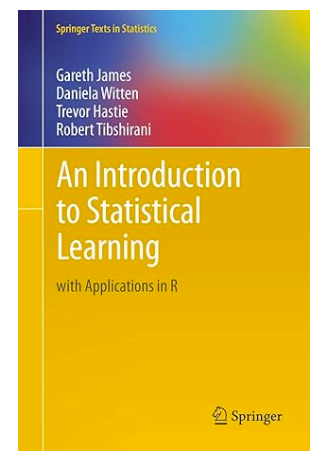 Springer Texts in Statistics
Gareth James
Daniela Witten
Trevor Hastie
Robert Tibshirani
An Introduction
to Statistical
Learning
with Applications in R
Springer